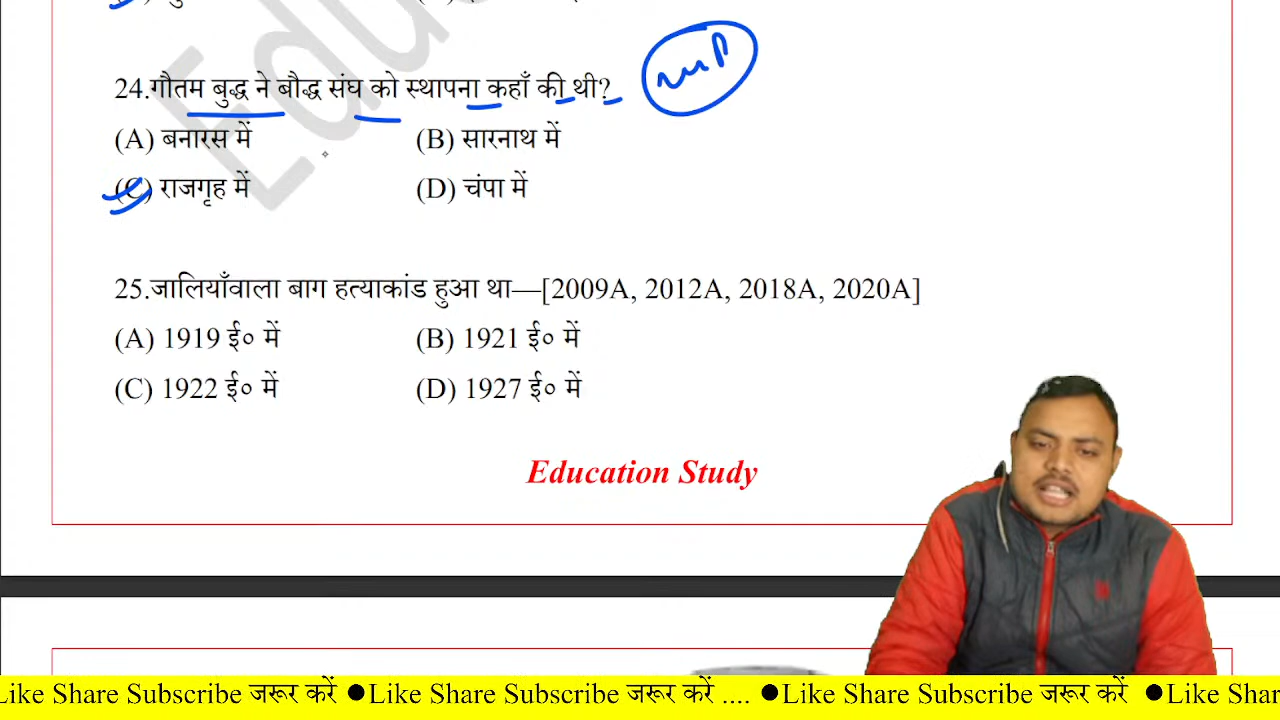 24.गौतम बुद्ध ने बौद्ध संघ को स्थापना कहाँ की थी?
(A) बनारस में (B) सारनाथ में
(C) राजगृह में (D) चंपा में
25.जालियाँवाला बाग हत्याकांड हुआ था—[2009A, 2012A, 2018A, 2020A]
(A) 1919 ई० में (B) 1921 ई० में
(C) 1922 ई० में (D) 1927 ई० में
Education Study
Like Share Subscribe जरूर करें ●Like Share Subscribe जरूर करें .... ●Like Share Subscribe जरूर करें ●Like Shar